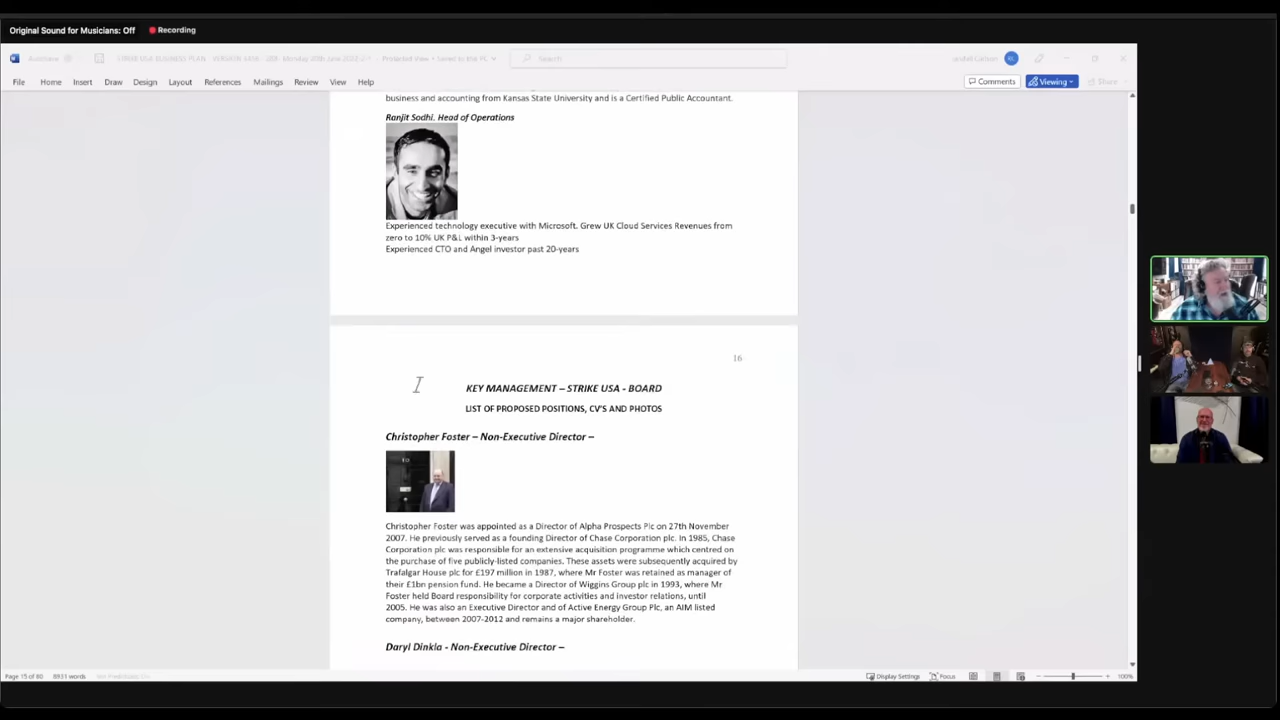 Original Sound for Musicians: Off
Recording
Search
File Home Insert Draw Design Layout References Mailings Review View Help
Comments Viewing Share
business and accounting from Kansas State University and is a Certified Public Accountant.
Ranjit Sodhi. Head of Operations
Experienced technology executive with Microsoft. Grew UK Cloud Services Revenues from
zero to 10% UK P&L within 3-years
Experienced CTO and Angel investor past 20-years
16
KEY MANAGEMENT – STRIKE USA - BOARD
LIST OF PROPOSED POSITIONS, CV'S AND PHOTOS
Christopher Foster – Non-Executive Director –
Christopher Foster was appointed as a Director of Alpha Prospects Plc on 27th November
2007. He previously served as a founding Director of Chase Corporation plc. In 1985, Chase
Corporation plc was responsible for an extensive acquisition programme which centred on
the purchase of five publicly-listed companies. These assets were subsequently acquired by
Trafalgar House plc for £197 million in 1987, where Mr Foster was retained as manager of
their £1bn pension fund. He became a Director of Wiggins Group plc in 1993, where Mr
Foster held Board responsibility for corporate activities and investor relations, until
2005. He was also an Executive Director and of Active Energy Group Plc, an AIM listed
company, between 2007-2012 and remains a major shareholder.
Daryl Dinkla - Non-Executive Director –
Page 15 of 80 8931 words
Display Settings Focus 100%